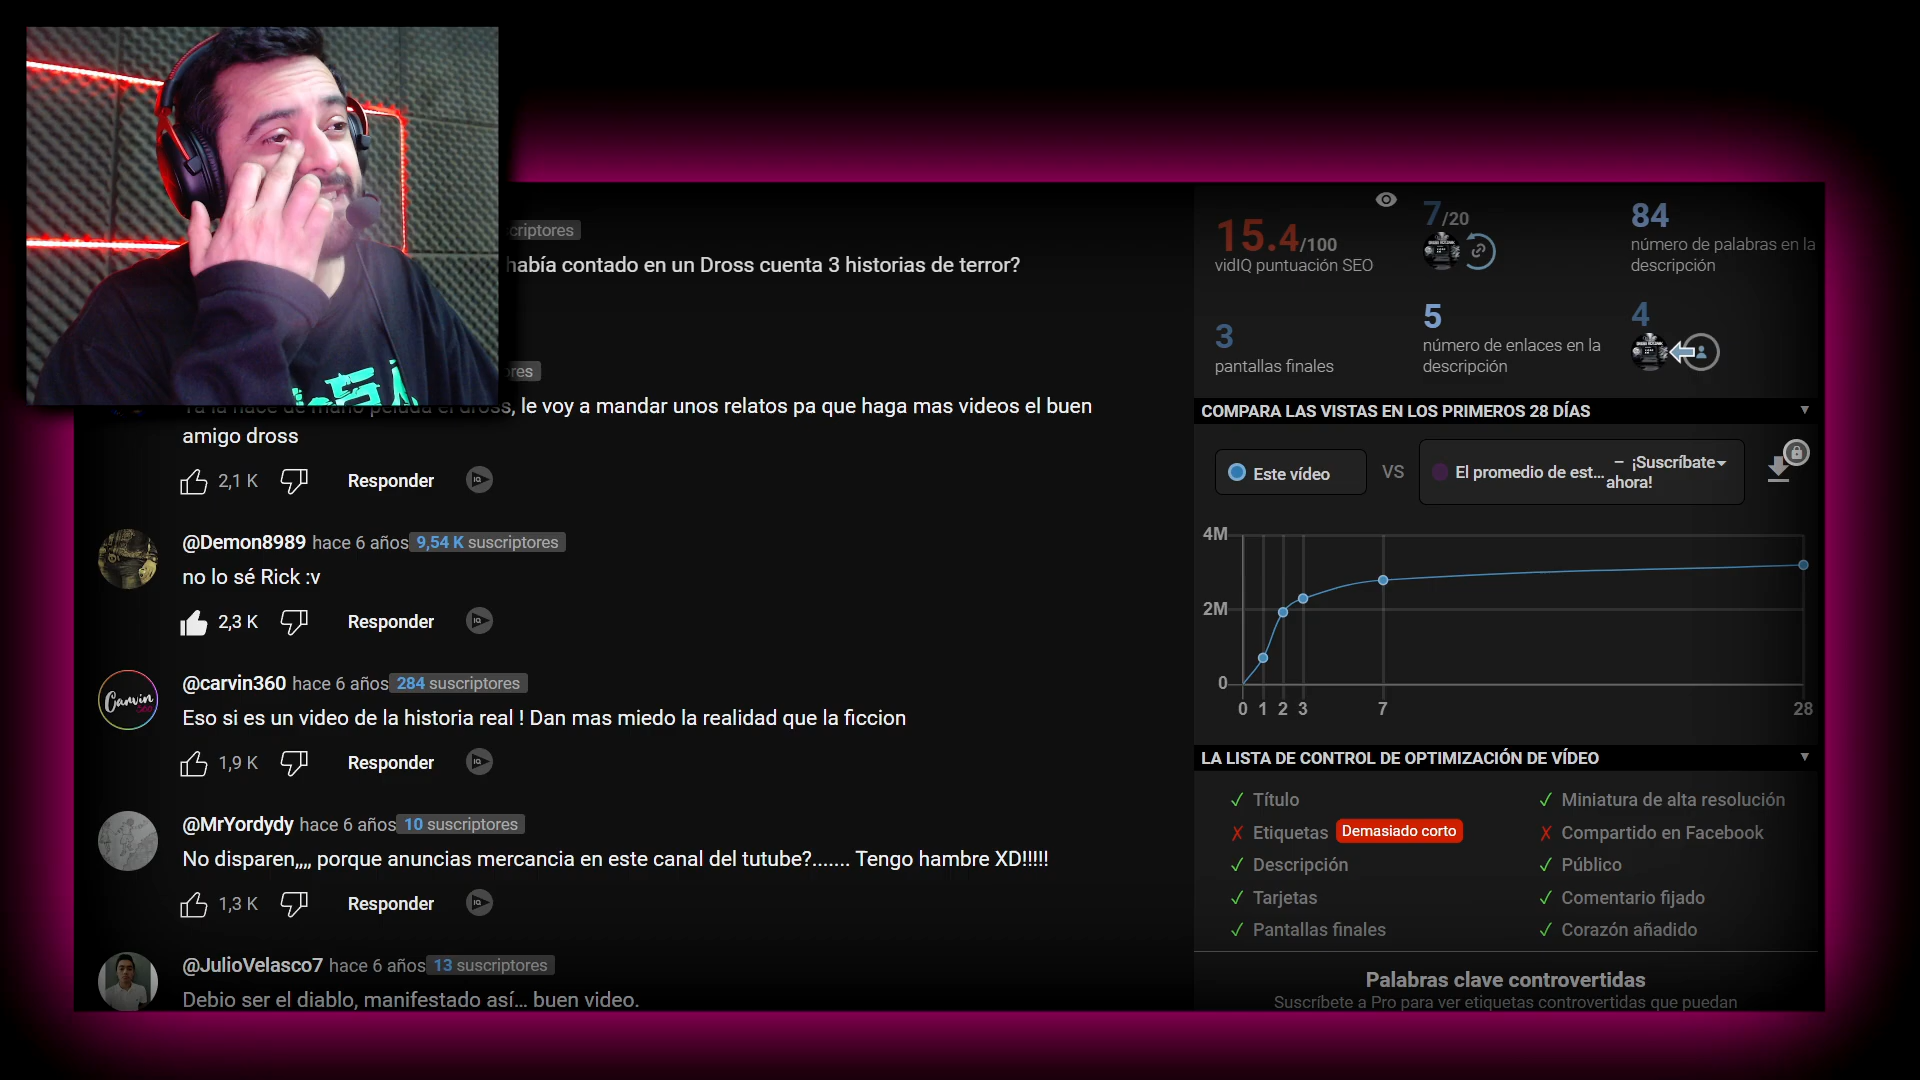 criptores
había contado en un Dross cuenta 3 historias de terror?
ores
dross, le voy a mandar unos relatos pa que haga mas videos el buen
amigo dross
2,1 K Responder
@Demon8989 hace 6 años 9,54 K suscriptores
no lo sé Rick :v
2,3 K Responder
Carvin
360
@carvin360 hace 6 años 284 suscriptores
Eso si es un video de la historia real ! Dan mas miedo la realidad que la ficcion
1,9 K Responder
@MrYordydy hace 6 años 10 suscriptores
No disparen,,,, porque anuncias mercancia en este canal del tutube?....... Tengo hambre XD!!!!!
1,3 K Responder
@JulioVelasco7 hace 6 años 13 suscriptores
Debio ser el diablo, manifestado así... buen video.
15.4/100
vidIQ puntuación SEO
7/20
84
número de palabras en la
descripción
3
pantallas finales
5
número de enlaces en la
descripción
4
COMPARA LAS VISTAS EN LOS PRIMEROS 28 DÍAS
Este vídeo
VS
El promedio de est... – ¡Suscríbate
ahora!
4M
2M
0
0 1 2 3 7 28
LA LISTA DE CONTROL DE OPTIMIZACIÓN DE VÍDEO
Título
Etiquetas Demasiado corto
Descripción
Tarjetas
Pantallas finales
Miniatura de alta resolución
Compartido en Facebook
Público
Comentario fijado
Corazón añadido
Palabras clave controvertidas
Suscríbete a Pro para ver etiquetas controvertidas que puedan